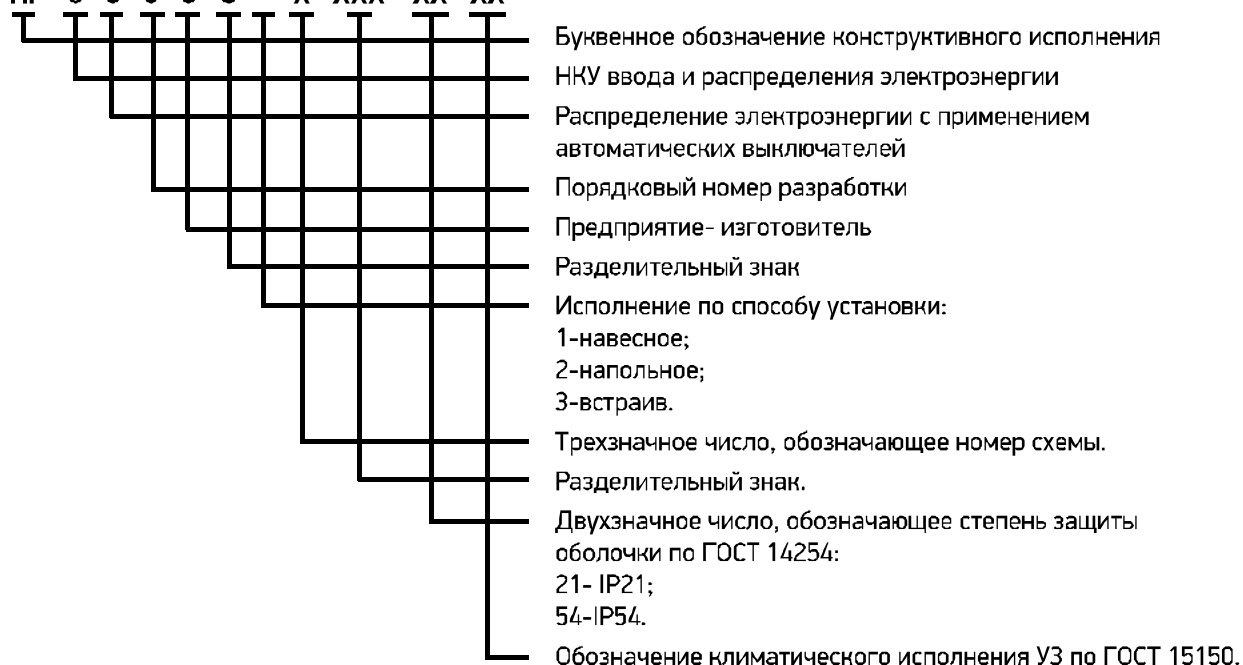 Буквенное обозначение конструктивного исполнения
НКУ ввода и распределения электроэнергии
Распределение электроэнергии с применением
автоматических выключателей
Порядковый номер разработки
Предприятие- изготовитель
Разделительный знак
Исполнение по способу установки:
1-навесное;
2-напольное;
3-встраив.
Трехзначное число, обозначающее номер схемы.
Разделительный знак.
Двухзначное число, обозначающее степень защиты
оболочки по ГОСТ 14254:
21- IP21;
54-IP54.
Обозначение климатического исполнения УЗ по ГОСТ 15150.